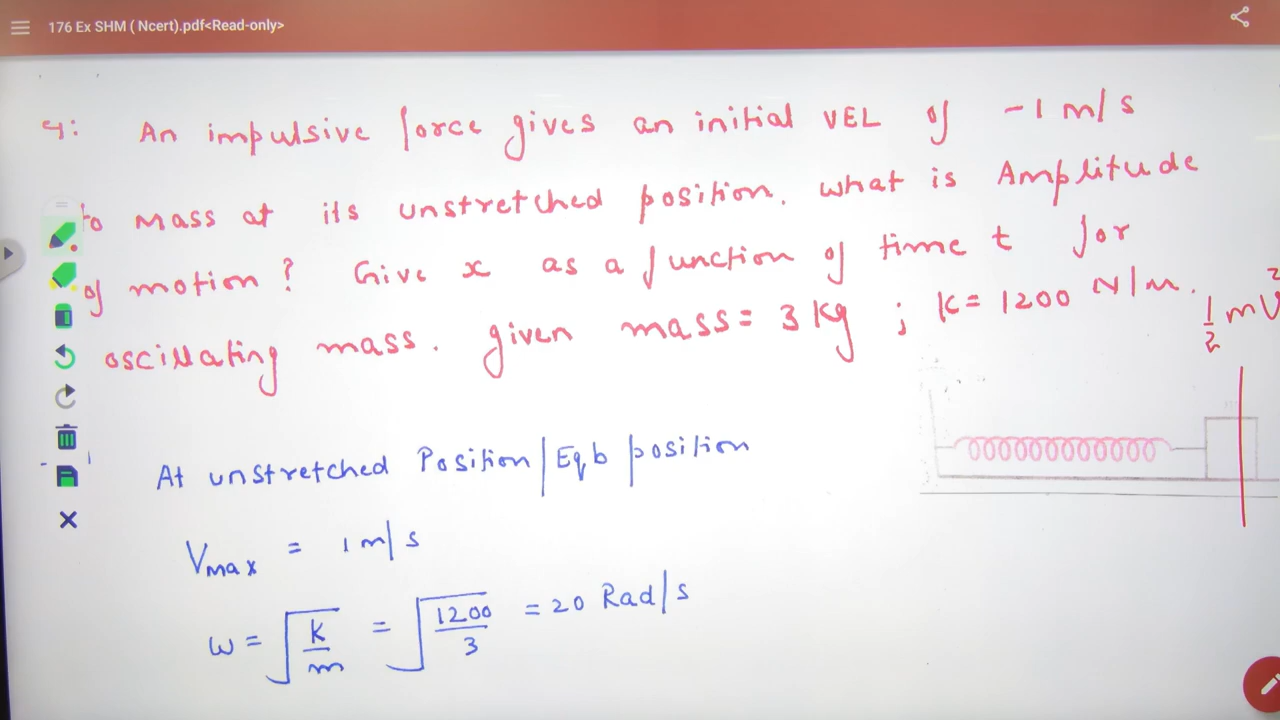 176 Ex SHM ( Ncert).pdf<Read-only>
4: An impulsive force gives an initial VEL of -1 m/s
to mass at its unstretched position. what is Amplitude
of motion? Give x as a function of time t for
oscillating mass. given mass = 3 kg ; K = 1200 N/m.
1/2 mv²
At unstretched Position/Eqb position
Vmax = 1 m/s
ω = √(K/m) = √(1200/3) = 20 Rad/s